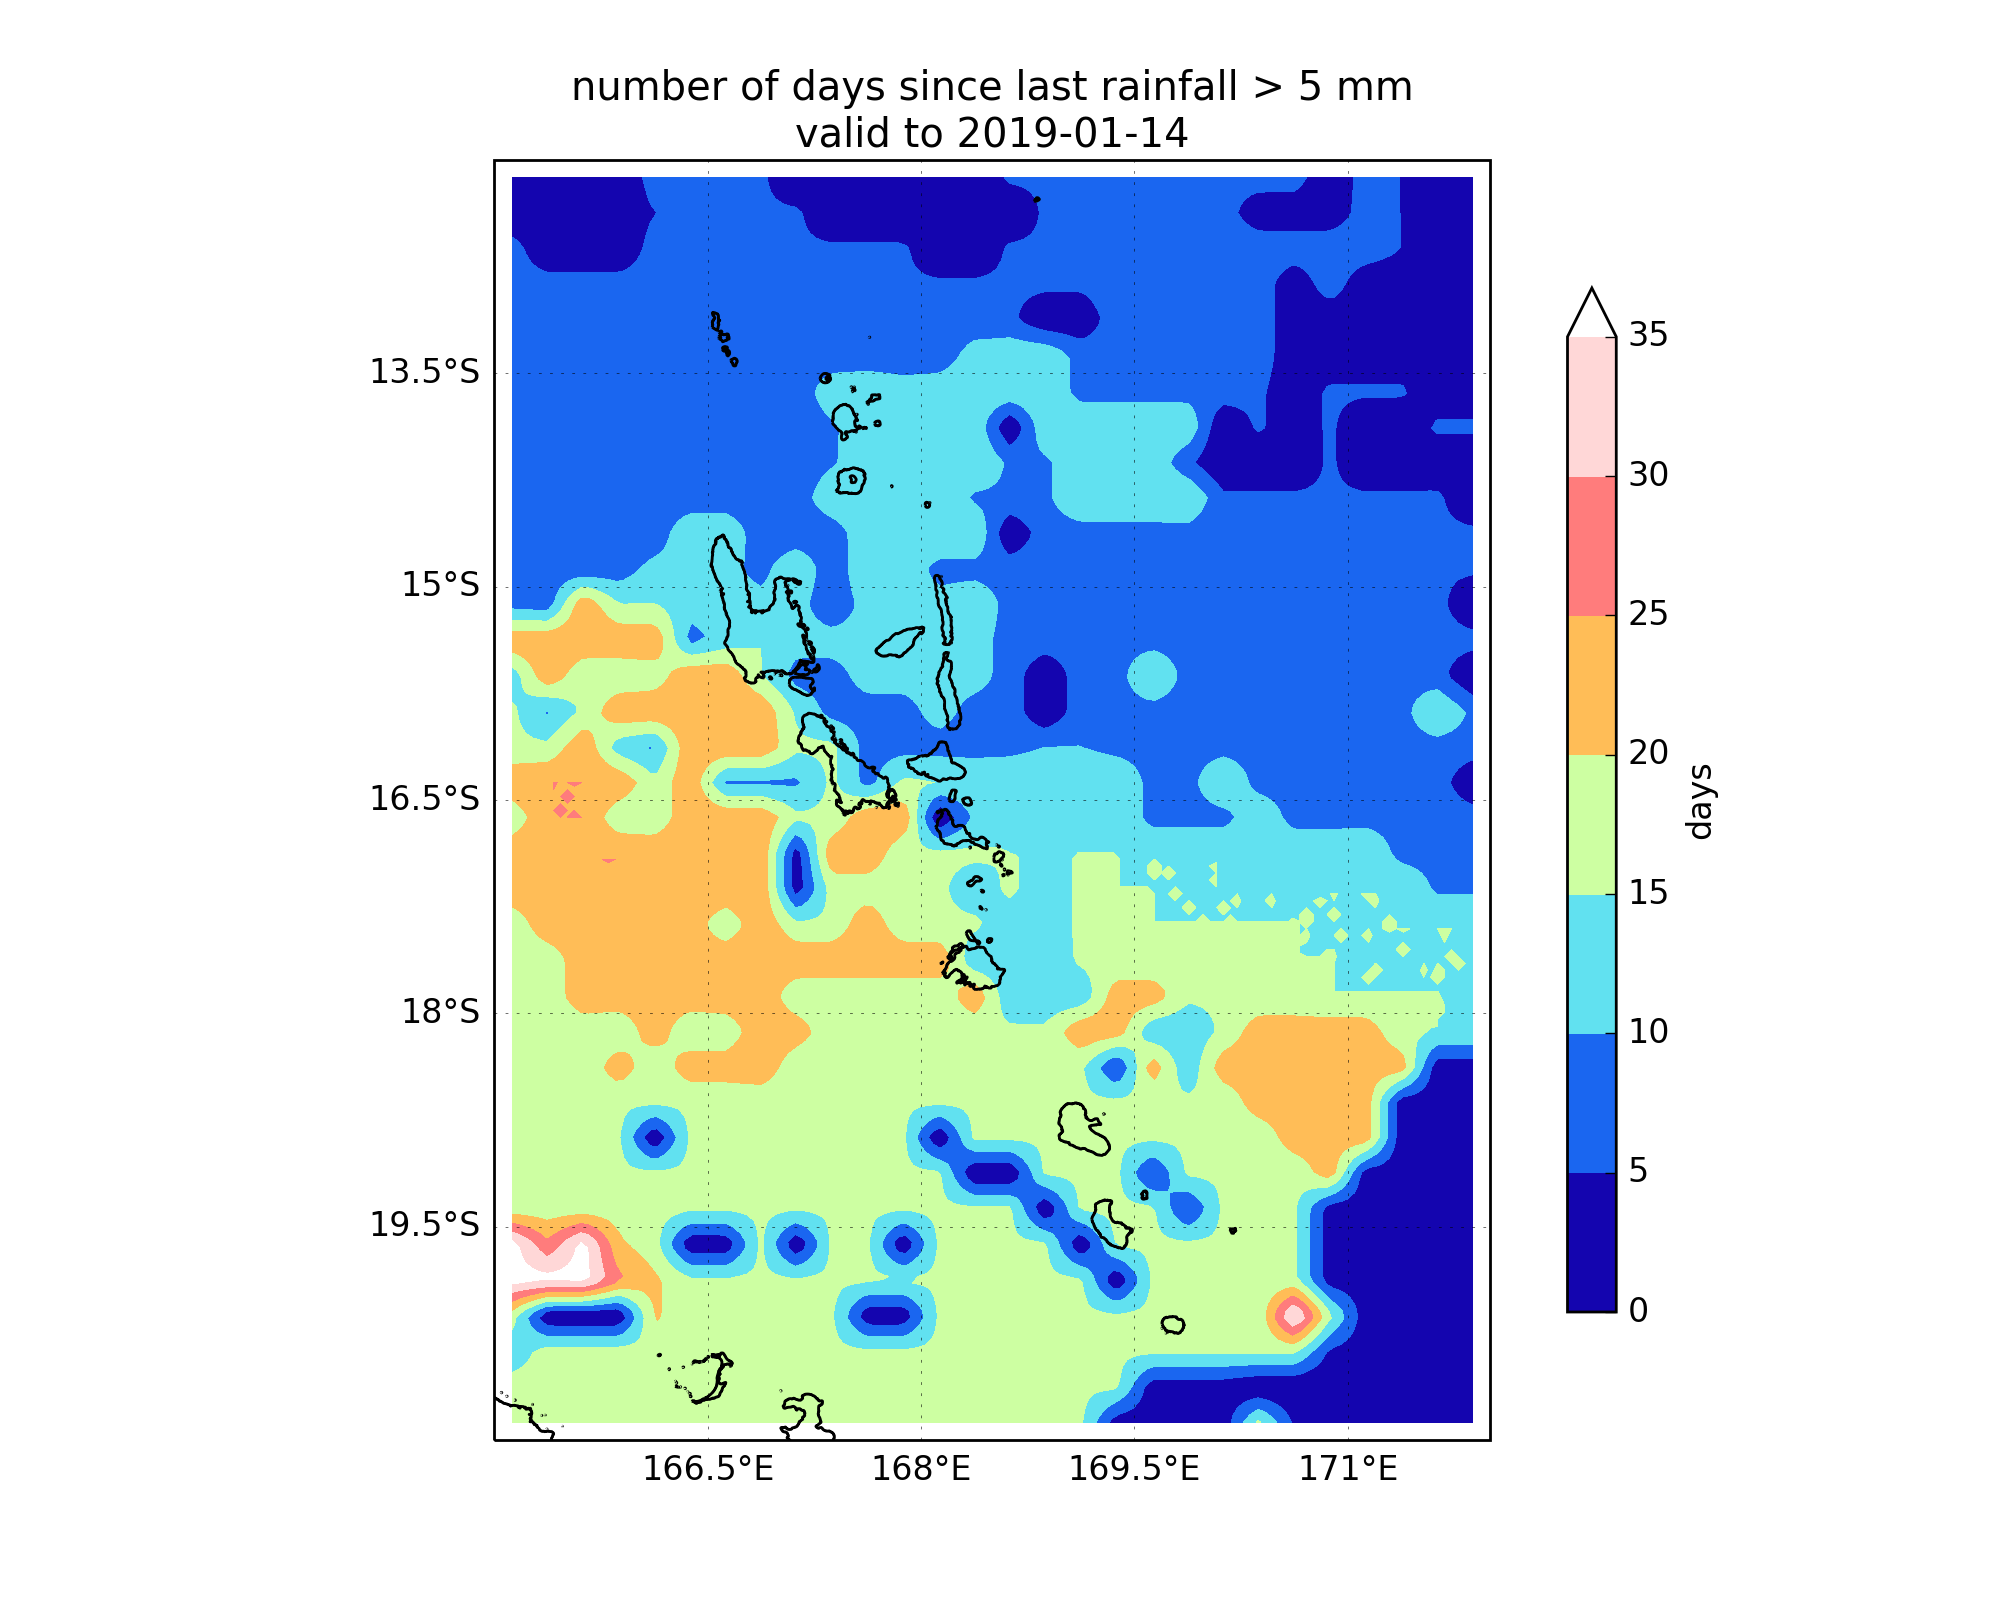 number of days since last rainfall > 5 mm
valid to 2019-01-14
13.5°S
15°S
16.5°S
18°S
19.5°S
166.5°E
168°E
169.5°E
171°E
35
30
25
20
15
10
5
0
days